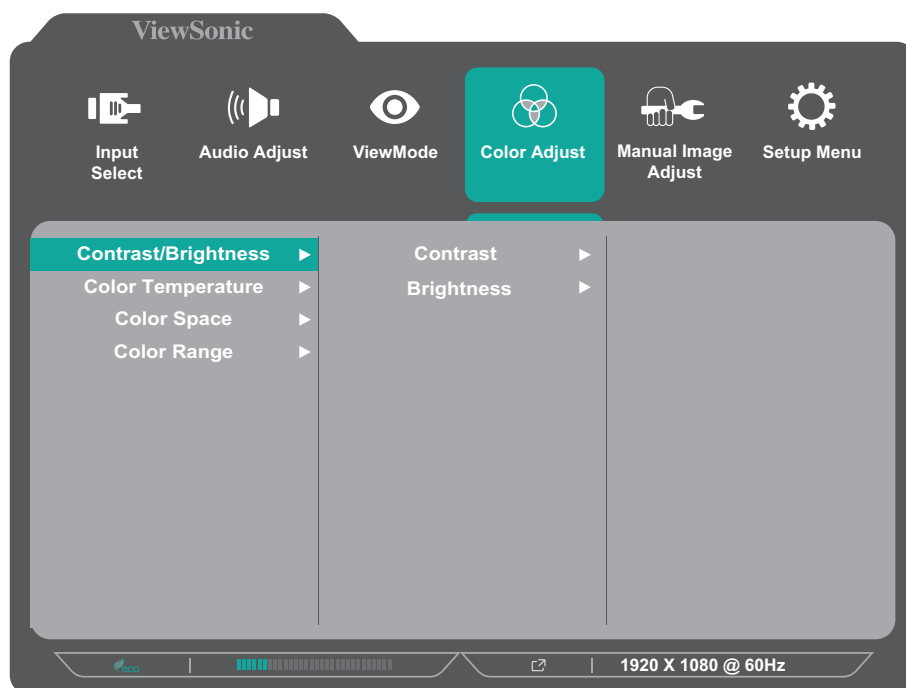 ViewSonic
Input
Select
Audio Adjust
ViewMode
Color Adjust
Manual Image
Adjust
Setup Menu
Contrast/Brightness
Color Temperature
Color Space
Color Range
Contrast
Brightness
eco
1920 X 1080 @ 60Hz